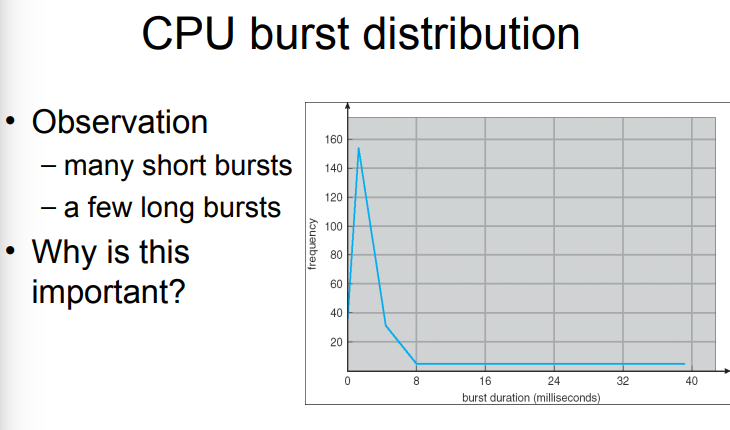 CPU burst distribution
• Observation
– many short bursts
– a few long bursts
• Why is this
important?
frequency
160
140
120
100
80
60
40
20
0 8 16 24 32 40
burst duration (milliseconds)